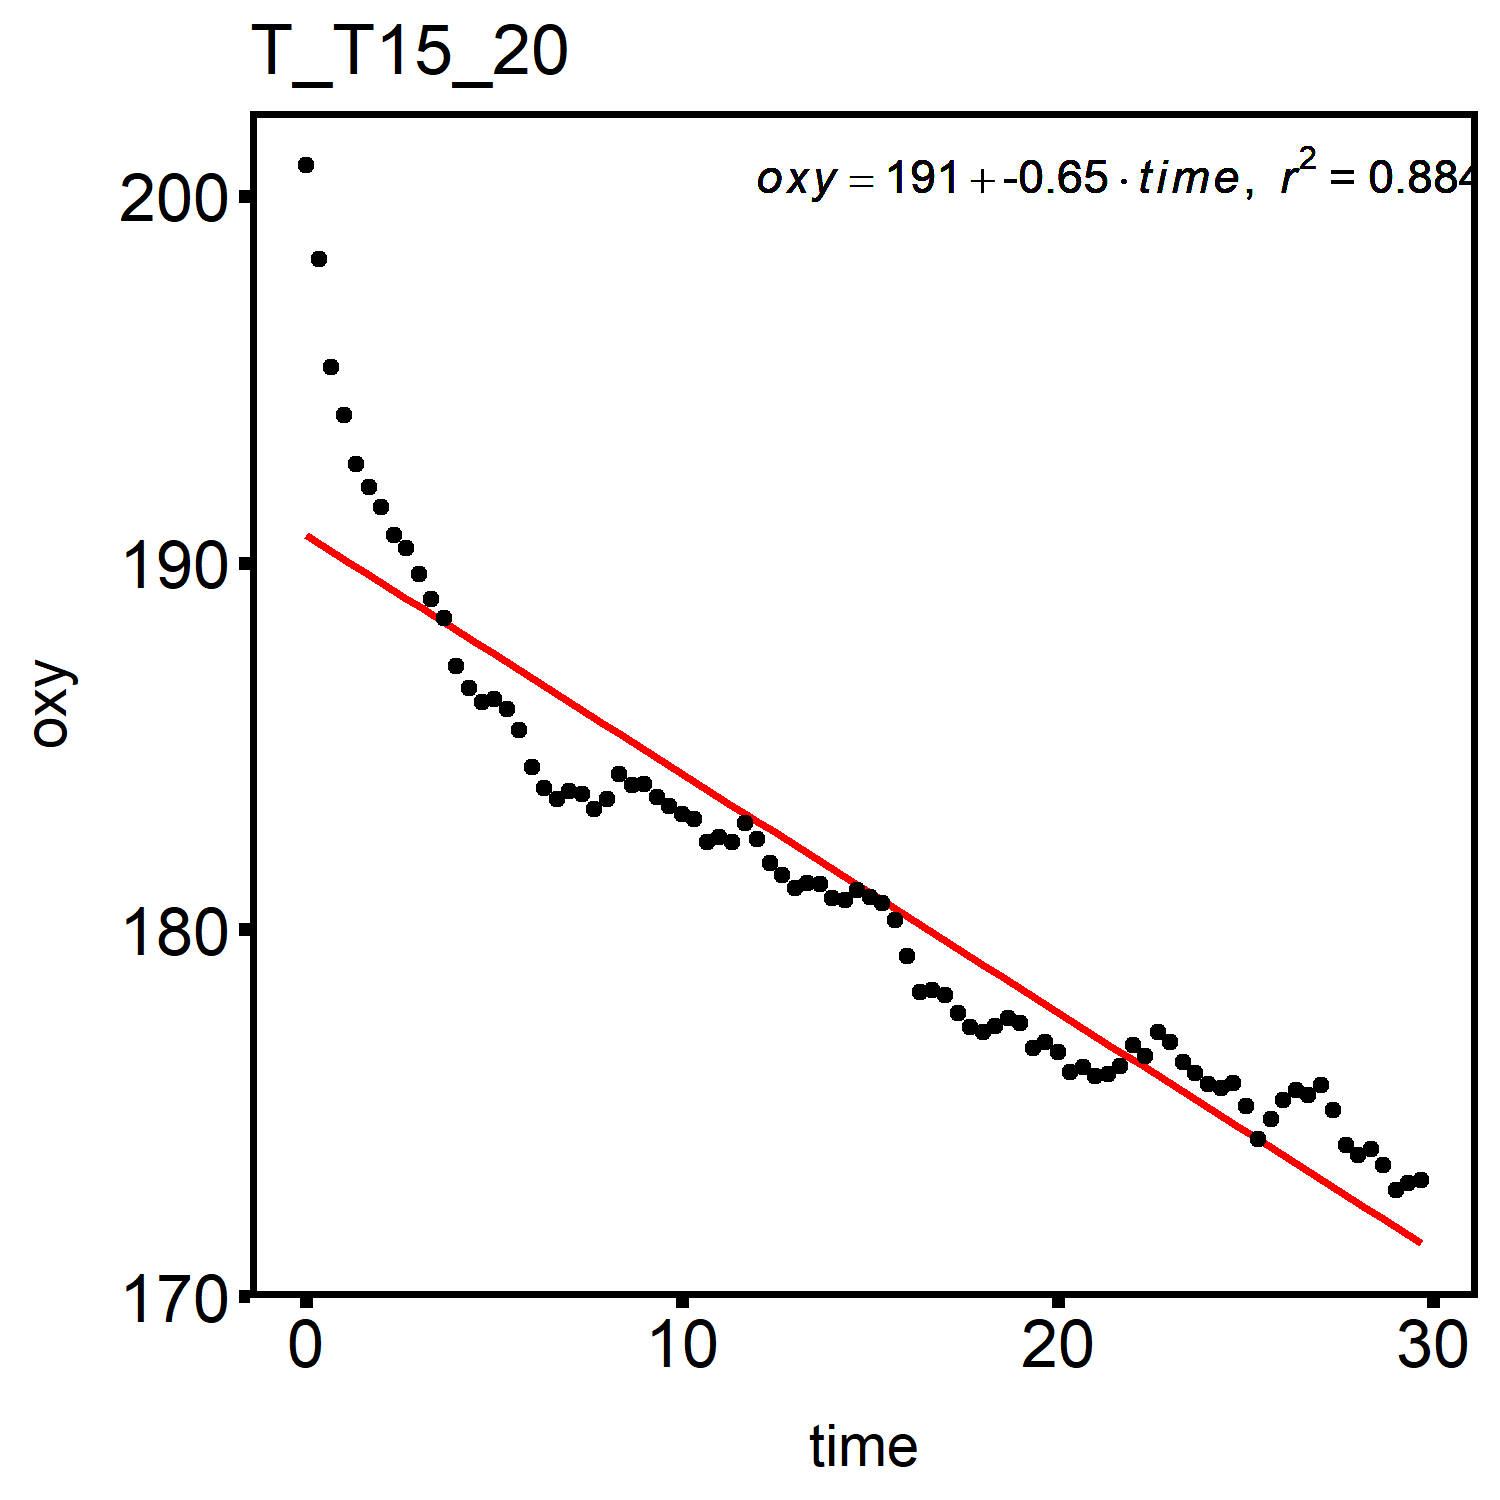 T_T15_20
oxy = 191 + -0.65 · time, r² = 0.884
200
190
180
170
oxy
0 10 20 30
time